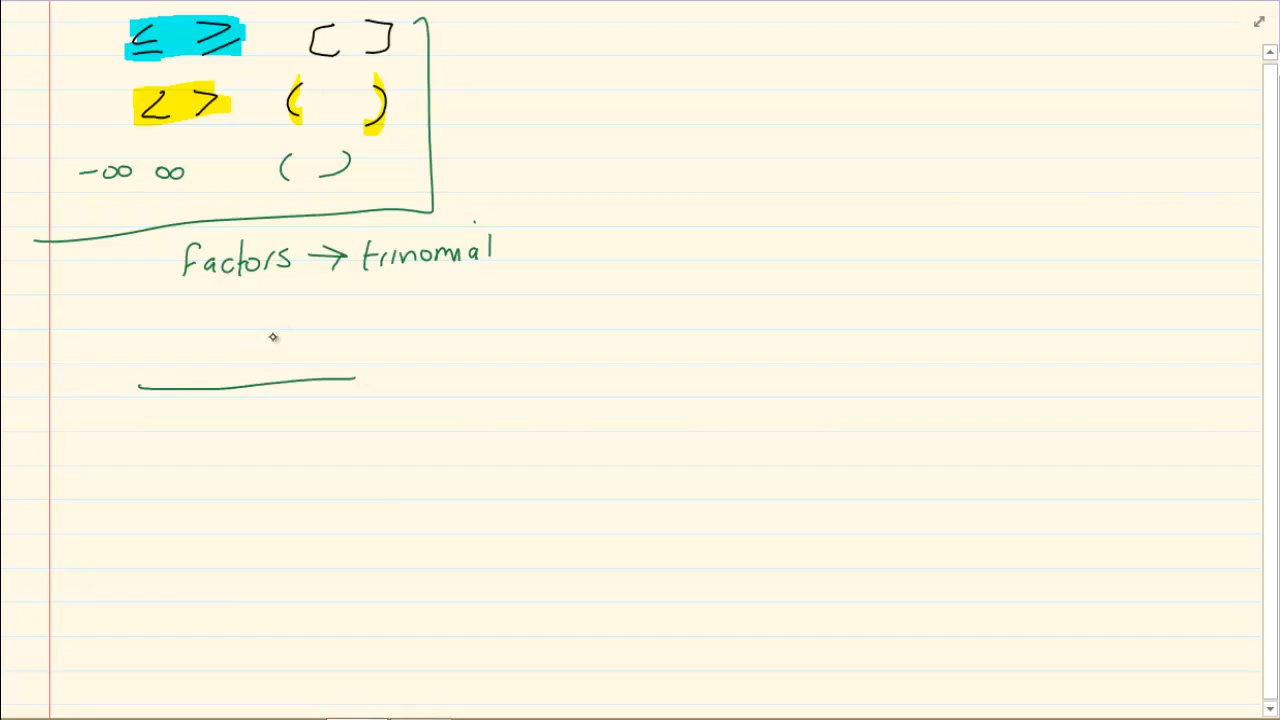 ≤ ≥ [ ]
< > ( )
-∞ ∞ ( )
factors → trinomial